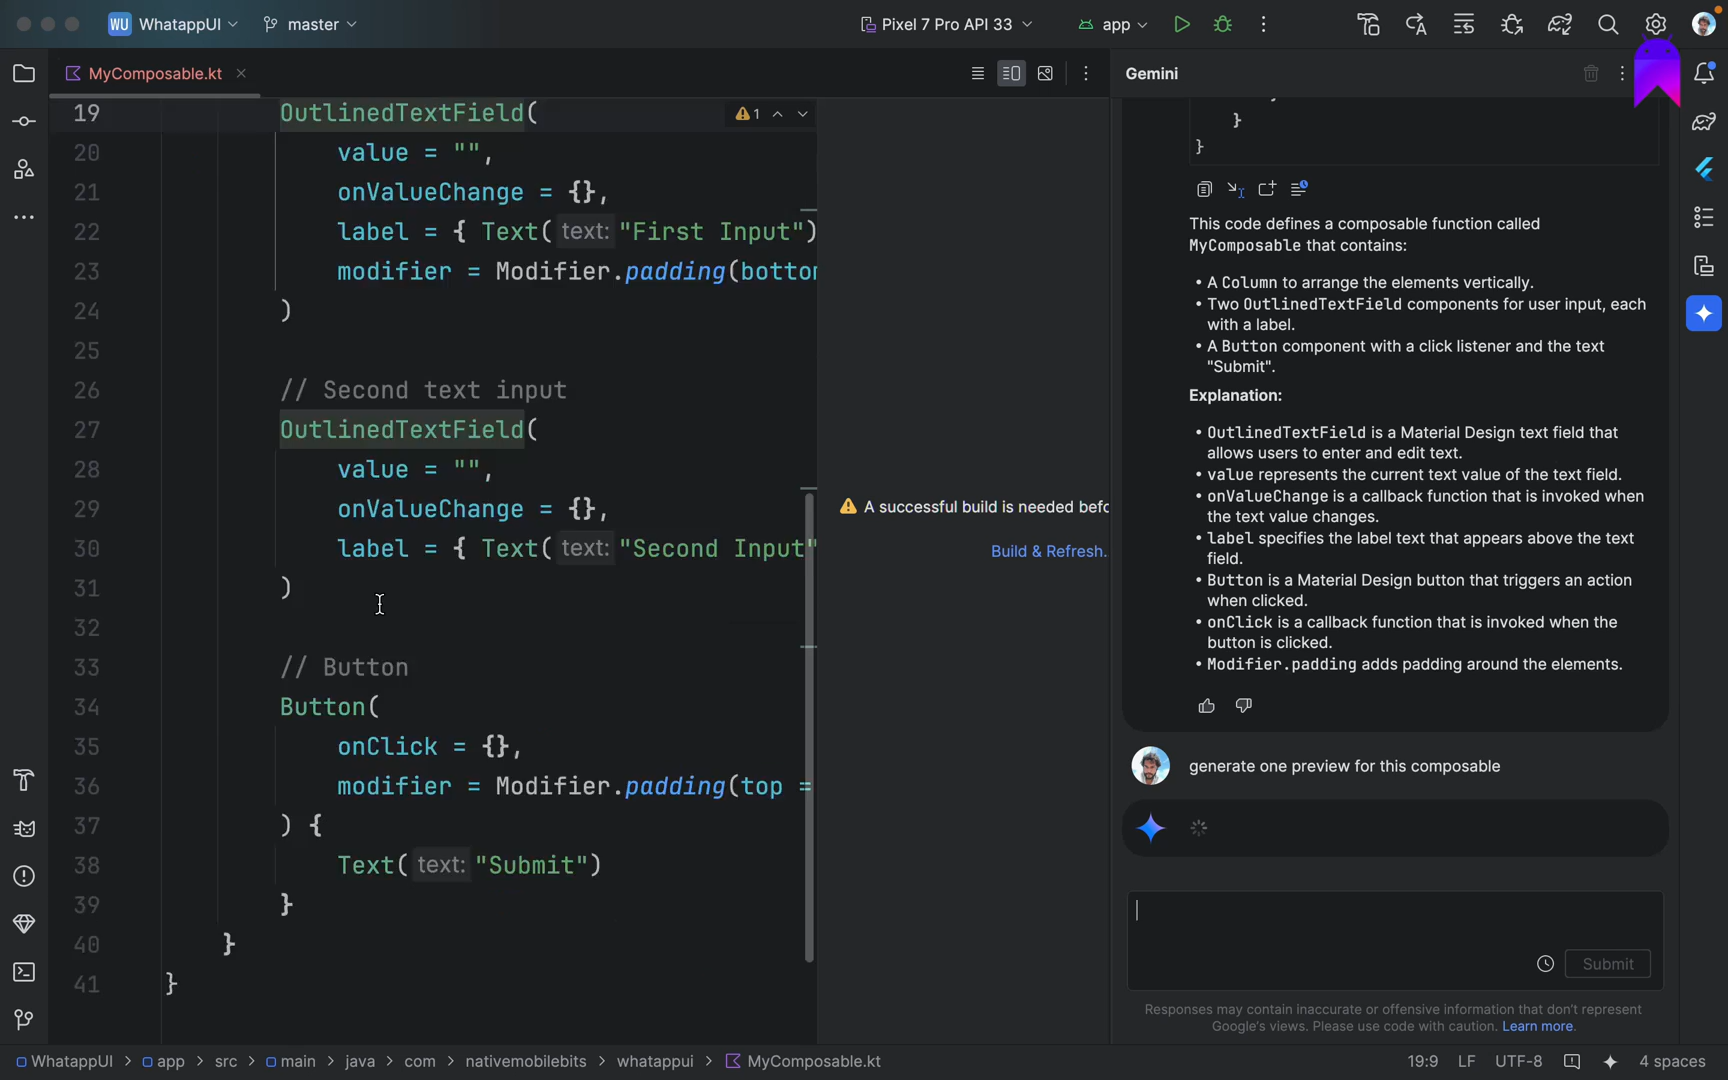 WU WhatappUI master Pixel 7 Pro API 33 app
MyComposable.kt
19 OutlinedTextField( 1
20 value = "",
21 onValueChange = {},
22 label = { Text( text: "First Input")
23 modifier = Modifier.padding(bottom
24 )
25
26 // Second text input
27 OutlinedTextField(
28 value = "",
29 onValueChange = {},
30 label = { Text( text: "Second Input"
31 )
32
33 // Button
34 Button(
35 onClick = {},
36 modifier = Modifier.padding(top =
37 ) {
38 Text( text: "Submit")
39 }
40 }
41 }
A successful build is needed befo
Build & Refresh.
Gemini
}
}
This code defines a composable function called
MyComposable that contains:
• A Column to arrange the elements vertically.
• Two OutlinedTextField components for user input, each
with a label.
• A Button component with a click listener and the text
"Submit".
Explanation:
• OutlinedTextField is a Material Design text field that
allows users to enter and edit text.
• value represents the current text value of the text field.
• onValueChange is a callback function that is invoked when
the text value changes.
• label specifies the label text that appears above the text
field.
• Button is a Material Design button that triggers an action
when clicked.
• onClick is a callback function that is invoked when the
button is clicked.
• Modifier.padding adds padding around the elements.
generate one preview for this composable
Submit
Responses may contain inaccurate or offensive information that don't represent
Google's views. Please use code with caution. Learn more.
WhatappUI > app > src > main > java > com > nativemobilebits > whatappui > MyComposable.kt
19:9 LF UTF-8 4 spaces